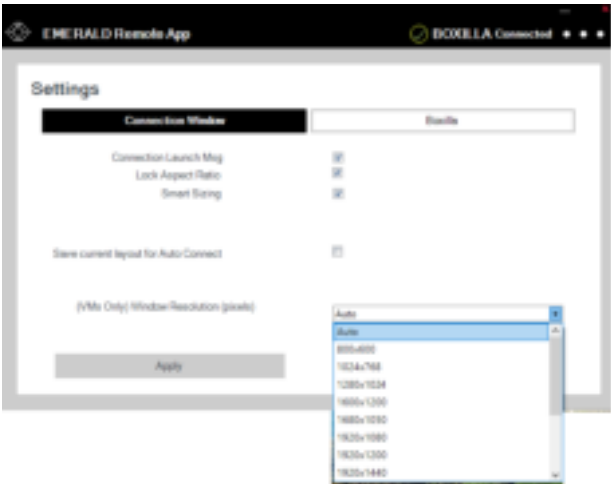 EMERALD Remote App
BOXILLA Connected
Settings
Connection Window
Boxilla
Connection Launch Msg
Lock Aspect Ratio
Smart Sizing
Save current layout for Auto Connect
(VMs Only) Window Resolution (pixels)
Auto
Apply
Auto
800x600
1024x768
1280x1024
1600x1200
1680x1050
1920x1080
1920x1200
1920x1440